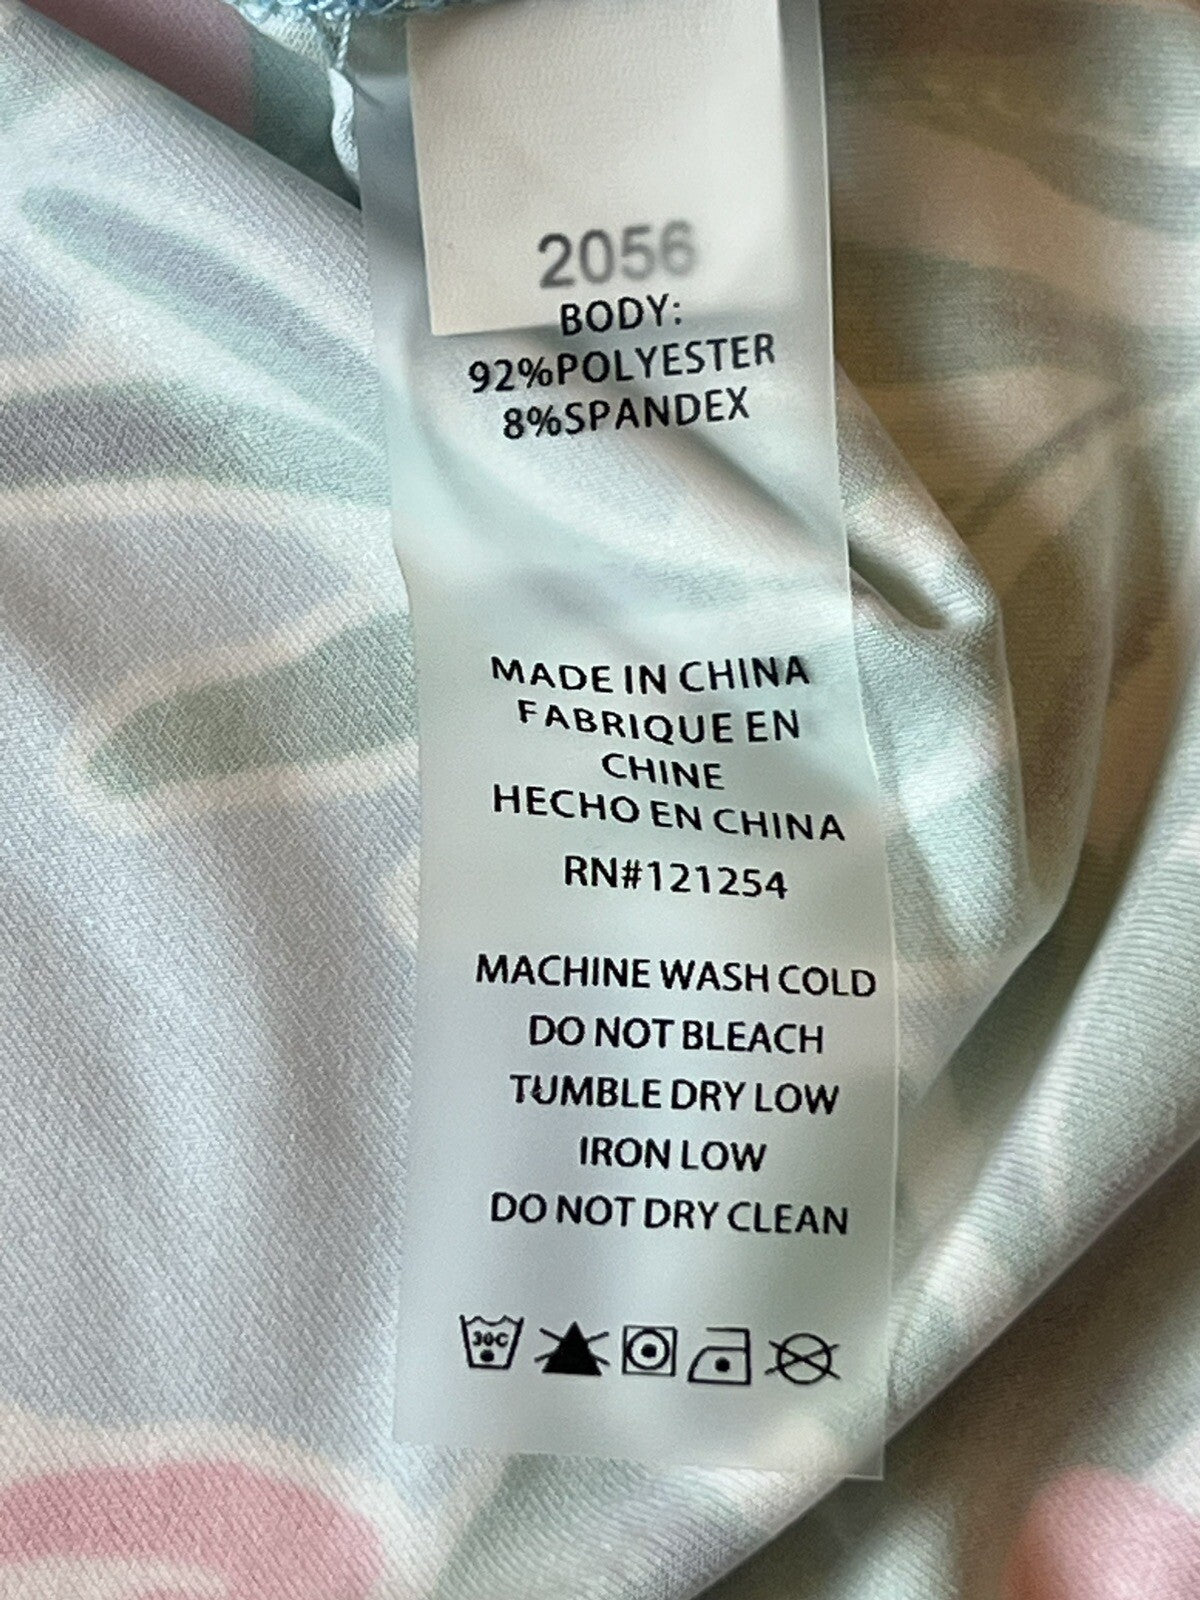 2056
BODY:
92%POLYESTER
8%SPANDEX
MADE IN CHINA
FABRIQUE EN
CHINE
HECHO EN CHINA
RN#121254
MACHINE WASH COLD
DO NOT BLEACH
TUMBLE DRY LOW
IRON LOW
DO NOT DRY CLEAN
30C